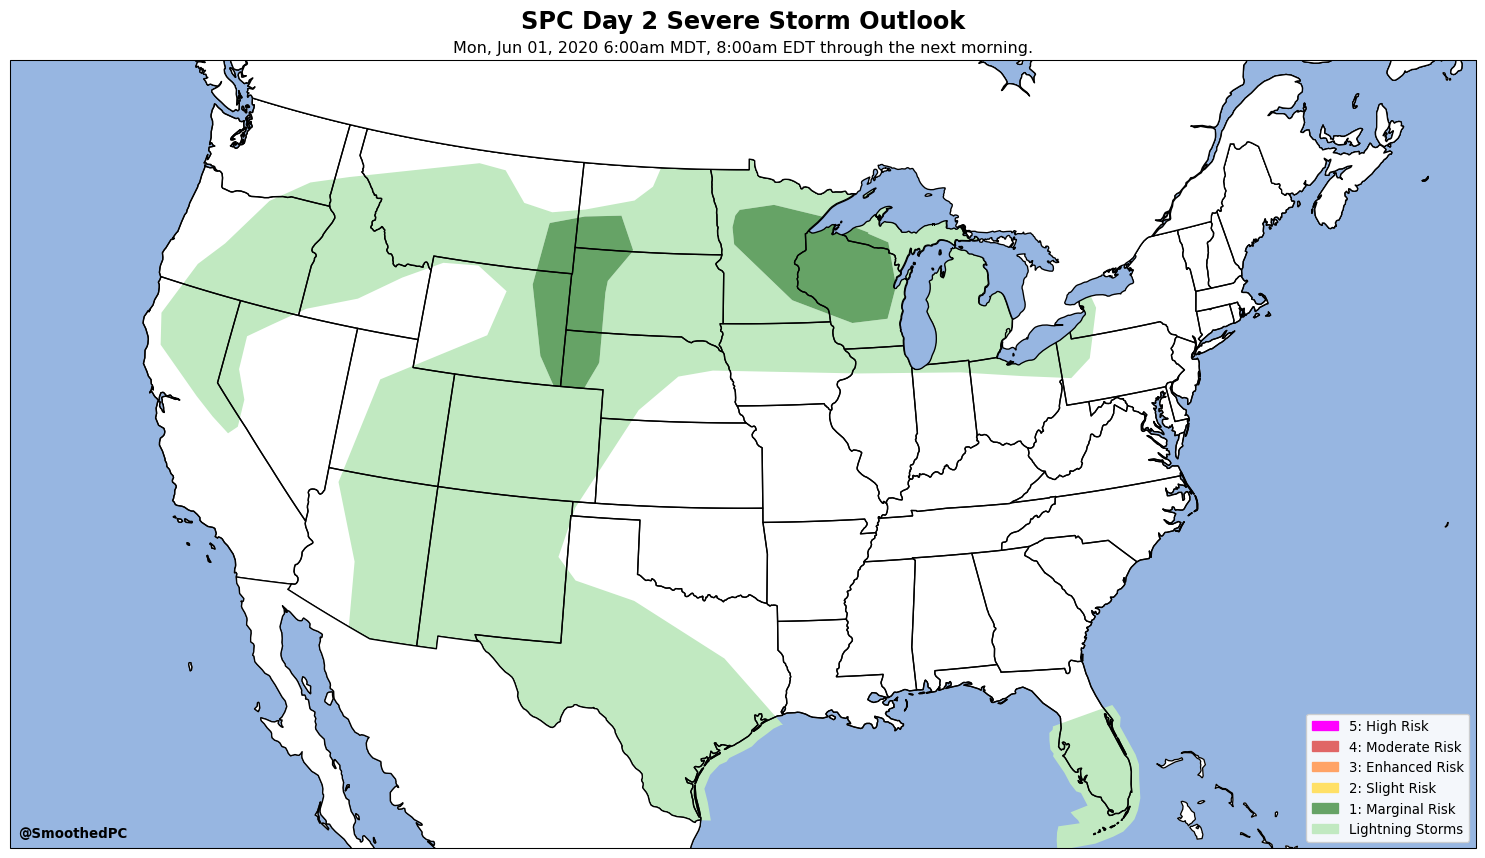 SPC Day 2 Severe Storm Outlook
Mon, Jun 01, 2020 6:00am MDT, 8:00am EDT through the next morning.
5: High Risk
4: Moderate Risk
3: Enhanced Risk
2: Slight Risk
1: Marginal Risk
Lightning Storms
@SmoothedPC